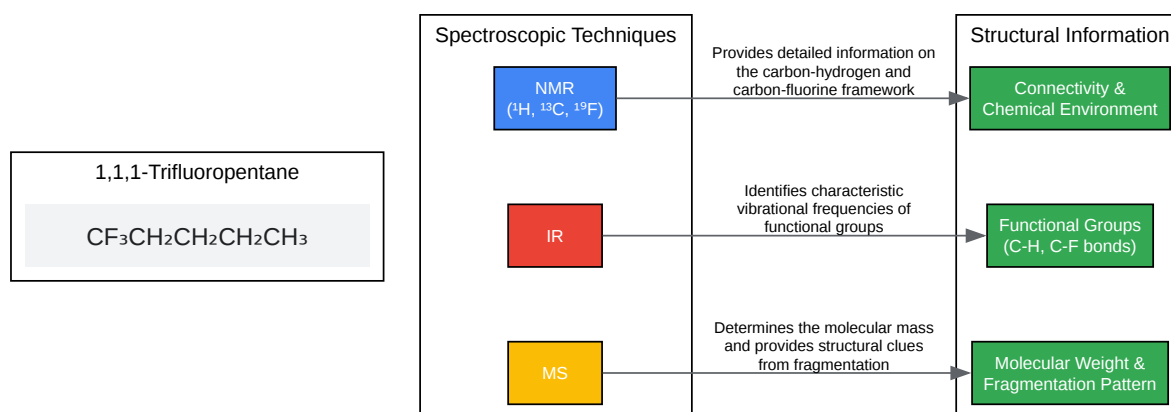 1,1,1-Trifluoropentane
CF₃CH₂CH₂CH₂CH₃
Spectroscopic Techniques
NMR
(¹H, ¹³C, ¹⁹F)
IR
MS
Provides detailed information on
the carbon-hydrogen and
carbon-fluorine framework
Identifies characteristic
vibrational frequencies of
functional groups
Determines the molecular mass
and provides structural clues
from fragmentation
Structural Information
Connectivity &
Chemical Environment
Functional Groups
(C-H, C-F bonds)
Molecular Weight &
Fragmentation Pattern